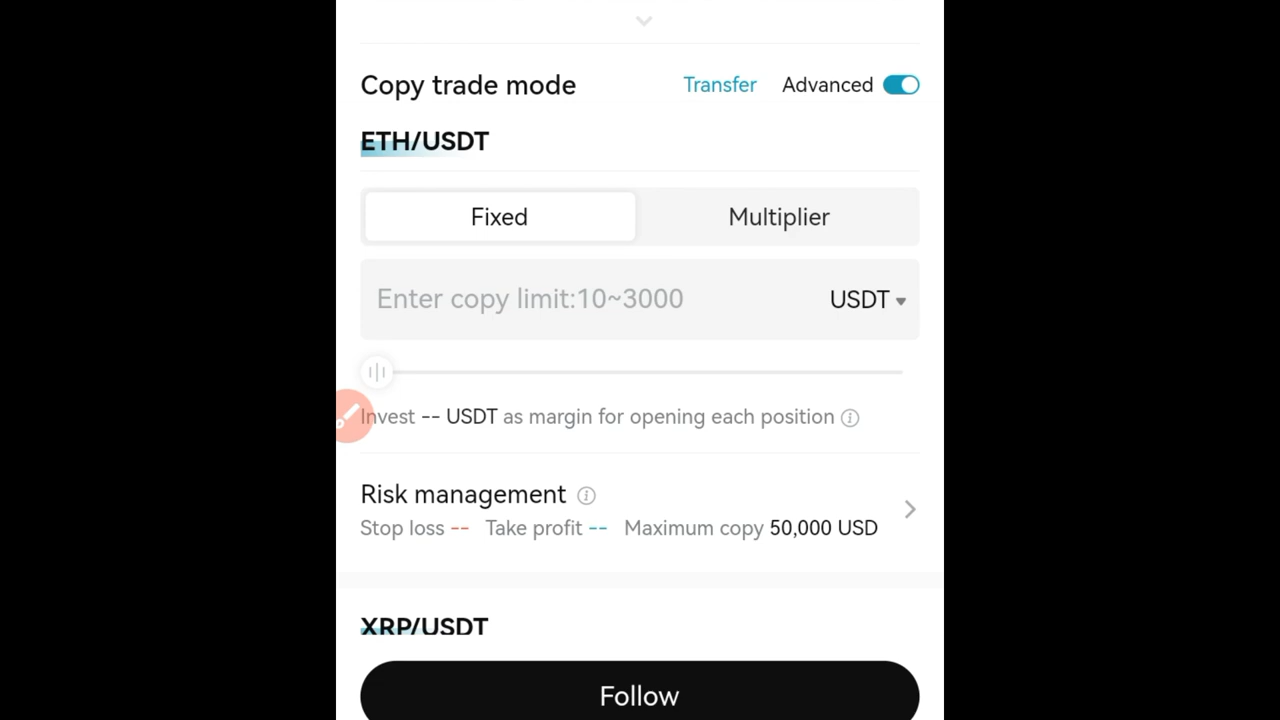 Copy trade mode Transfer Advanced
ETH/USDT
Fixed Multiplier
Enter copy limit:10~3000 USDT
Invest -- USDT as margin for opening each position
Risk management
Stop loss -- Take profit -- Maximum copy 50,000 USD
XRP/USDT
Follow